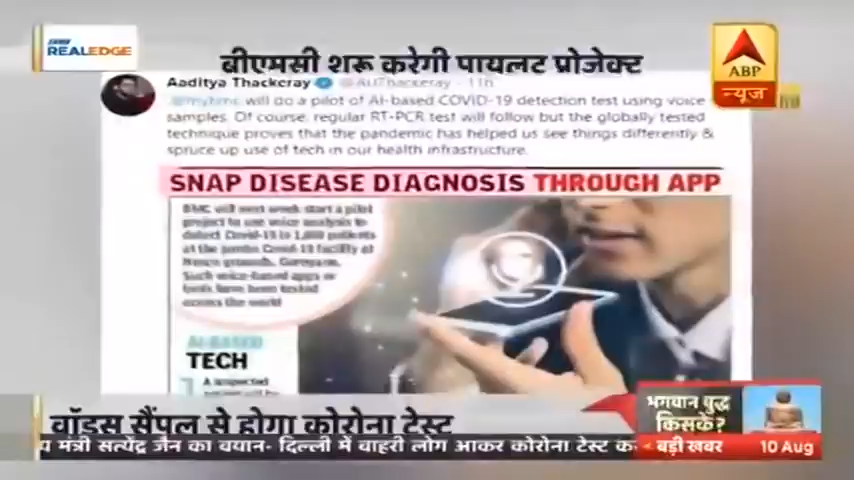 REALEDGE
बीएमसी शरू करेगी पायलट प्रोजेक्ट
ABP
न्यूज़
Aaditya Thackeray @AUThackeray · 11h
@mybmc will do a pilot of AI-based COVID-19 detection test using voice
samples. Of course, regular RT-PCR test will follow but the globally tested
technique proves that the pandemic has helped us see things differently &
spruce up use of tech in our health infrastructure.
SNAP DISEASE DIAGNOSIS THROUGH APP
BMC will next week start a pilot
project to use voice analysis to
detect Covid-19 in 1,000 patients
at the jumbo Covid-19 facility at
Nesco grounds, Goregaon.
Such voice-based apps or
tools have been tested
across the world
AI-BASED
TECH
1 A suspected
वॉइस सैंपल से होगा कोरोना टेस्ट
भगवान बुद्ध
किसके?
य मंत्री सत्येंद्र जैन का बयान- दिल्ली में बाहरी लोग आकर कोरोना टेस्ट क
बड़ी खबर
10 Aug